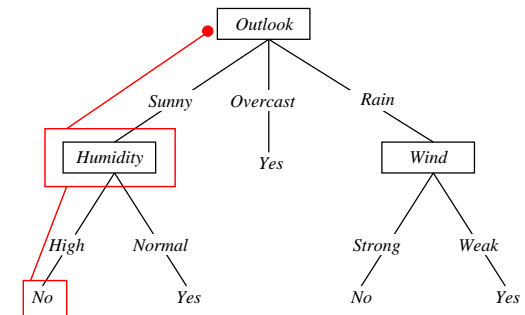 Outlook
Sunny Overcast Rain
Humidity Yes Wind
High Normal Strong Weak
No Yes No Yes